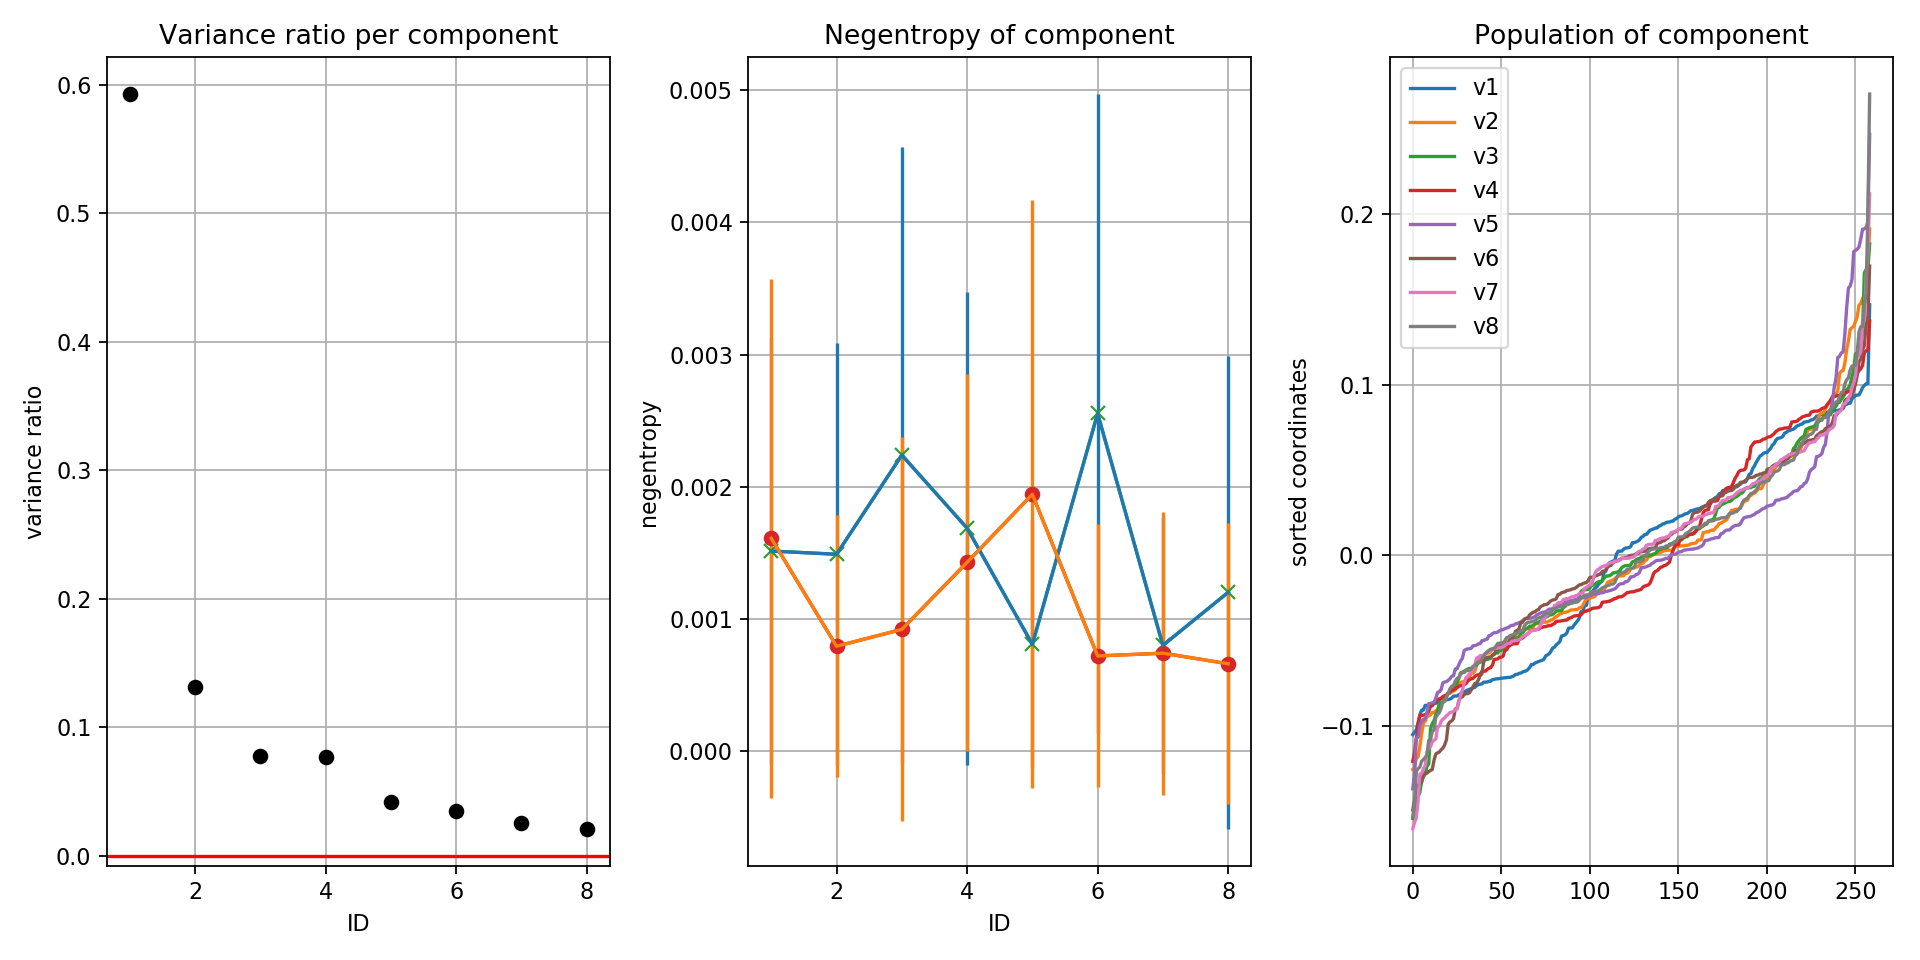 Variance ratio per component
0.6
0.5
0.4
0.3
0.2
0.1
0.0
variance ratio
2
4
6
8
ID
Negentropy of component
0.005
0.004
0.003
0.002
0.001
0.000
negentropy
2
4
6
8
ID
Population of component
v1
v2
v3
v4
v5
v6
v7
v8
0.2
0.1
0.0
−0.1
sorted coordinates
0
50
100
150
200
250